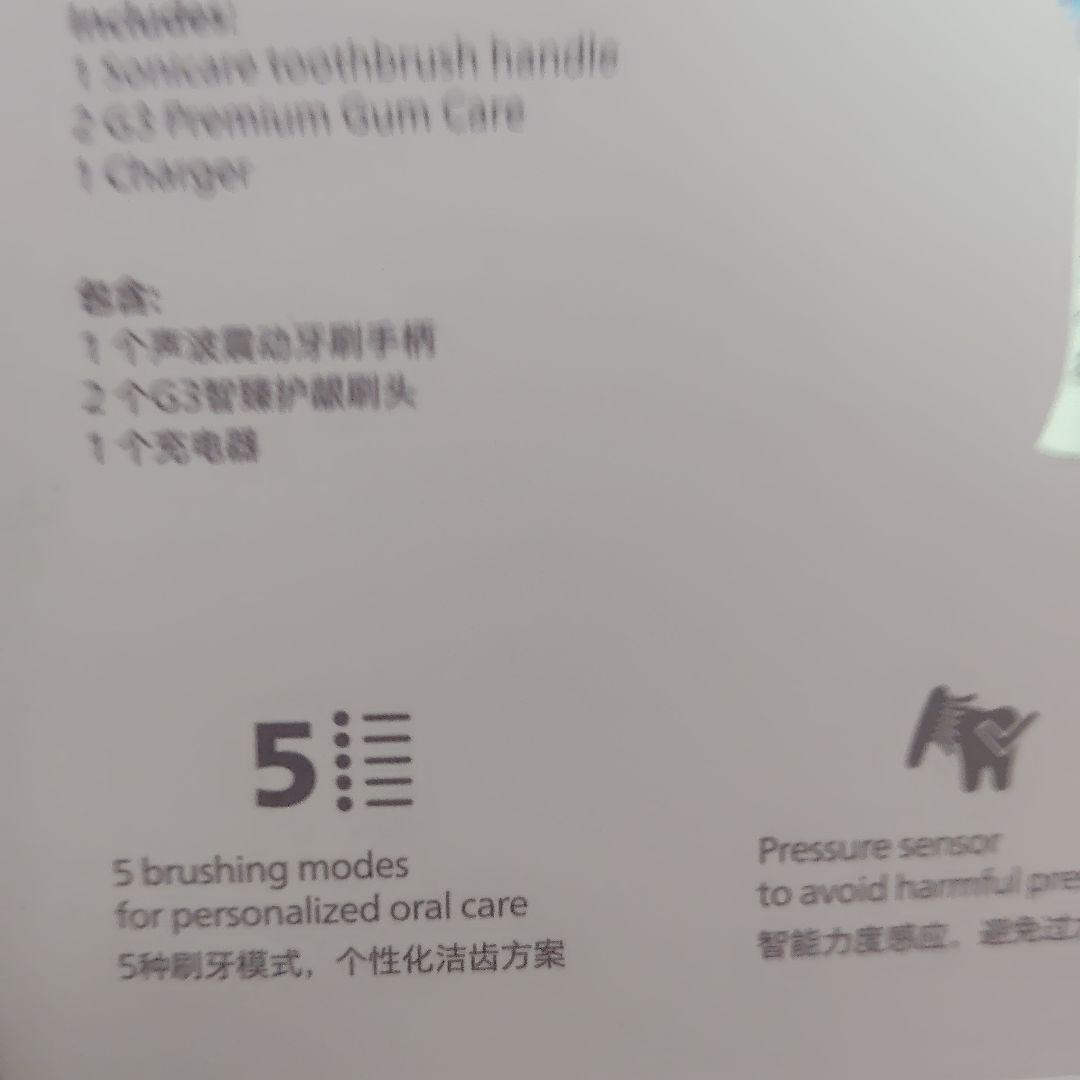 Includes:
1 Sonicare toothbrush handle
2 G3 Premium Gum Care
1 Charger
包含:
1 个声波震动牙刷手柄
2 个G3智臻护龈刷头
1 个充电器
5
5 brushing modes
for personalized oral care
5种刷牙模式，个性化洁齿方案
Pressure sensor
to avoid harmful pre
智能力度感应，避免过